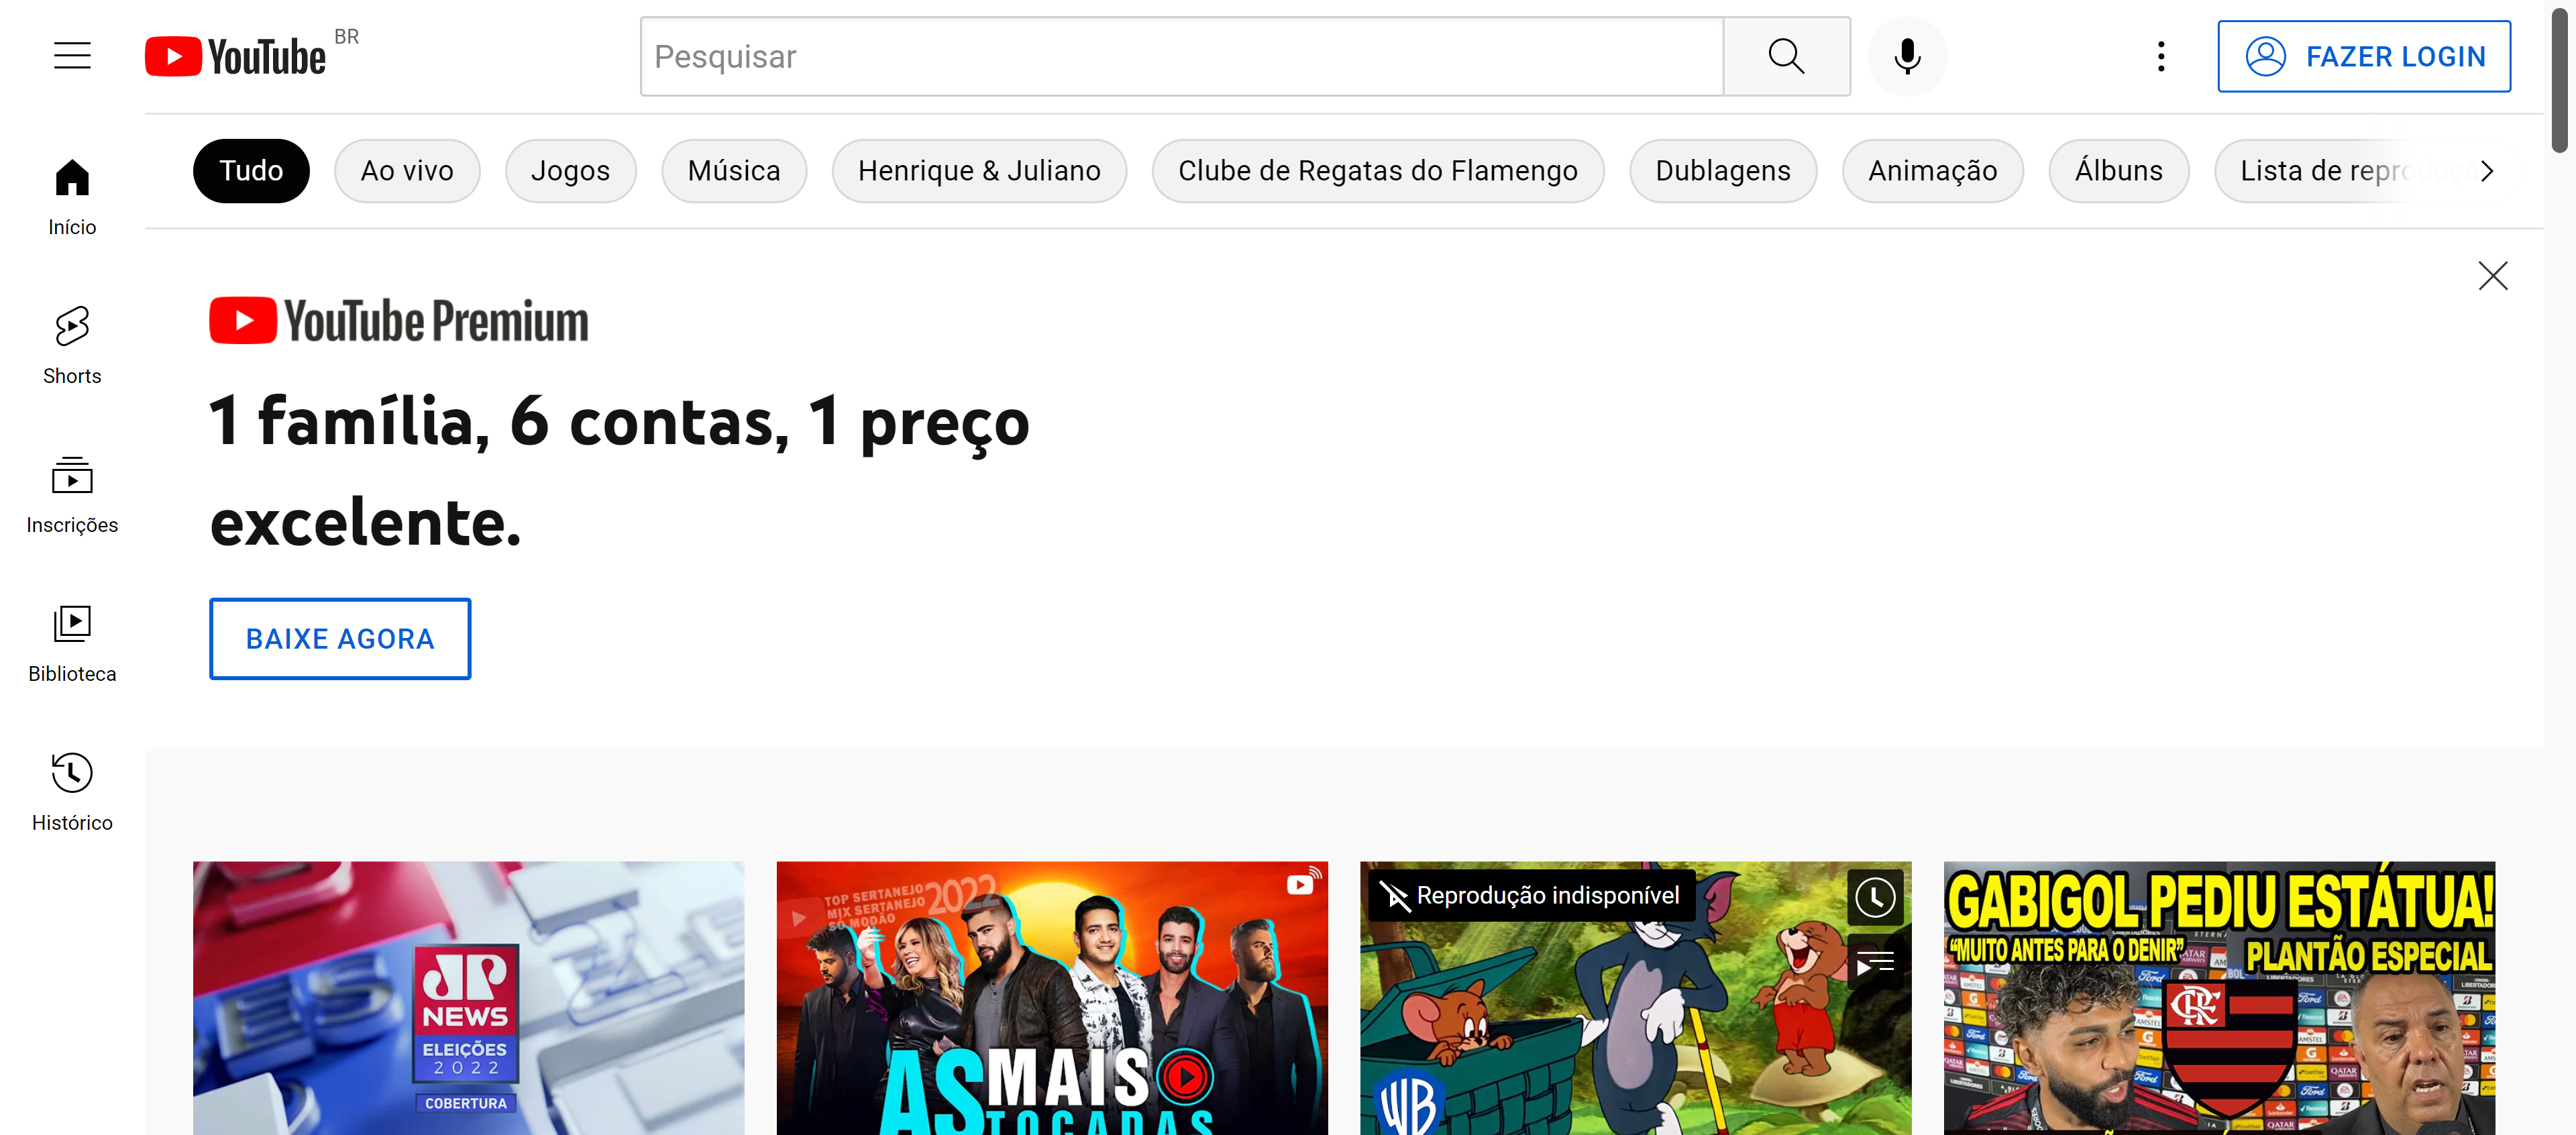 YouTube BR
Pesquisar
FAZER LOGIN
Tudo
Ao vivo
Jogos
Música
Henrique & Juliano
Clube de Regatas do Flamengo
Dublagens
Animação
Álbuns
Lista de reproduçã
Início
Shorts
Inscrições
Biblioteca
Histórico
YouTube Premium
1 família, 6 contas, 1 preço
excelente.
BAIXE AGORA
JP
NEWS
ELEIÇÕES
2022
COBERTURA
TOP SERTANEJO
MIX SERTANEJO
SÓ MODÃO
2022
AS MAIS
TOCADAS
Reprodução indisponível
WB
GABIGOL PEDIU ESTÁTUA!
“MUITO ANTES PARA O DENIR”
PLANTÃO ESPECIAL